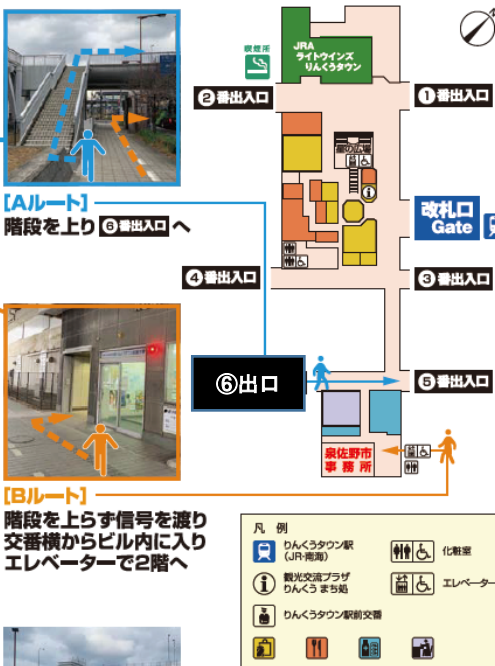 喫煙所
JRA
ライトウインズ
りんくうタウン
❷番出入口
❶番出入口
[Aルート]
階段を上り ❻番出入口 へ
改札口
Gate
❹番出入口
❸番出入口
⑥出口
❺番出入口
泉佐野市
事務所
[Bルート]
階段を上らず信号を渡り
交番横からビル内に入り
エレベーターで2階へ
凡 例
りんくうタウン駅
(JR・南海)
化粧室
観光交流プラザ
りんくう まち処
エレベーター
りんくうタウン駅前交番